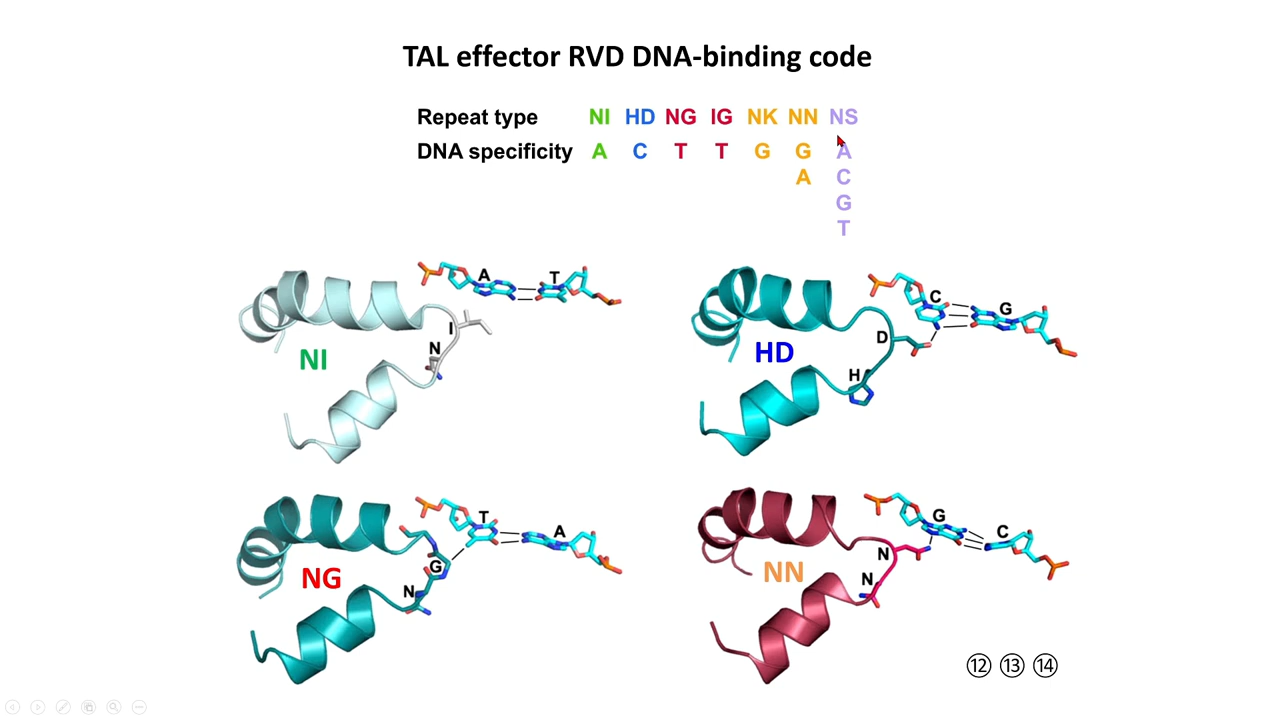 TAL effector RVD DNA-binding code
Repeat type NI HD NG IG NK NN NS
DNA specificity A C T T G G A
A C
G
T
A T
I
N
NI
C G
D
H
HD
T A
G
N
NG
G C
N
N
NN
⑫ ⑬ ⑭